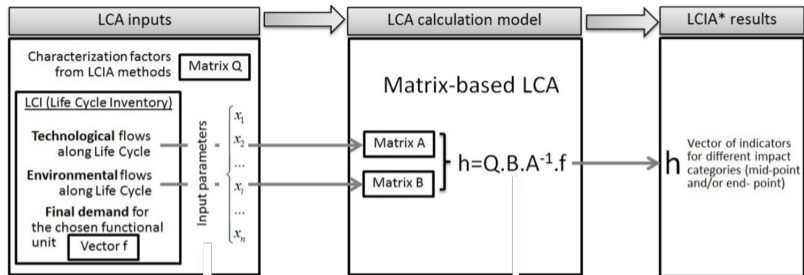 LCA inputs
LCA calculation model
LCIA* results
Characterization factors
from LCIA methods
Matrix Q
LCI (Life Cycle Inventory)
Technological flows
along Life Cycle
Environmental flows
along Life Cycle
Final demand for
the chosen functional
unit
Vector f
Input parameters
x1
x2
...
xi
...
xn
Matrix-based LCA
Matrix A
Matrix B
h=Q.B.A⁻¹.f
h
Vector of indicators
for different impact
categories (mid-point
and/or end- point)